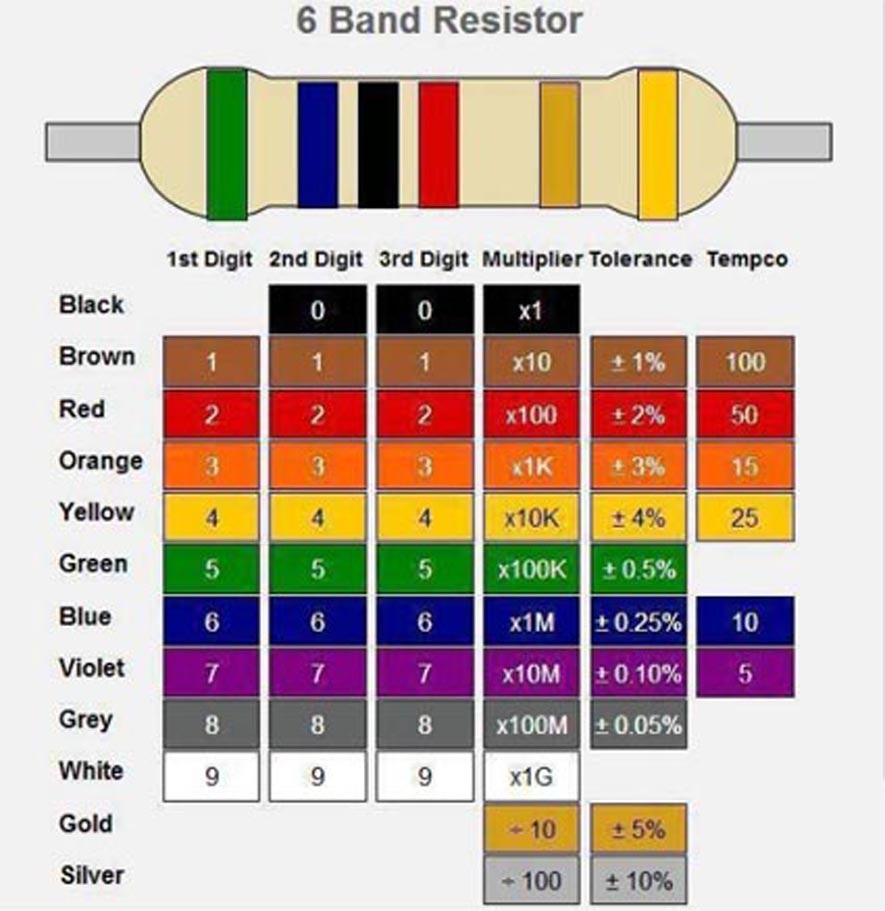 6 Band Resistor
1st Digit 2nd Digit 3rd Digit Multiplier Tolerance Tempco
Black 0 0 x1
Brown 1 1 1 x10 ± 1% 100
Red 2 2 2 x100 ± 2% 50
Orange 3 3 3 x1K ± 3% 15
Yellow 4 4 4 x10K ± 4% 25
Green 5 5 5 x100K ± 0.5%
Blue 6 6 6 x1M ± 0.25% 10
Violet 7 7 7 x10M ± 0.10% 5
Grey 8 8 8 x100M ± 0.05%
White 9 9 9 x1G
Gold ÷ 10 ± 5%
Silver ÷ 100 ± 10%